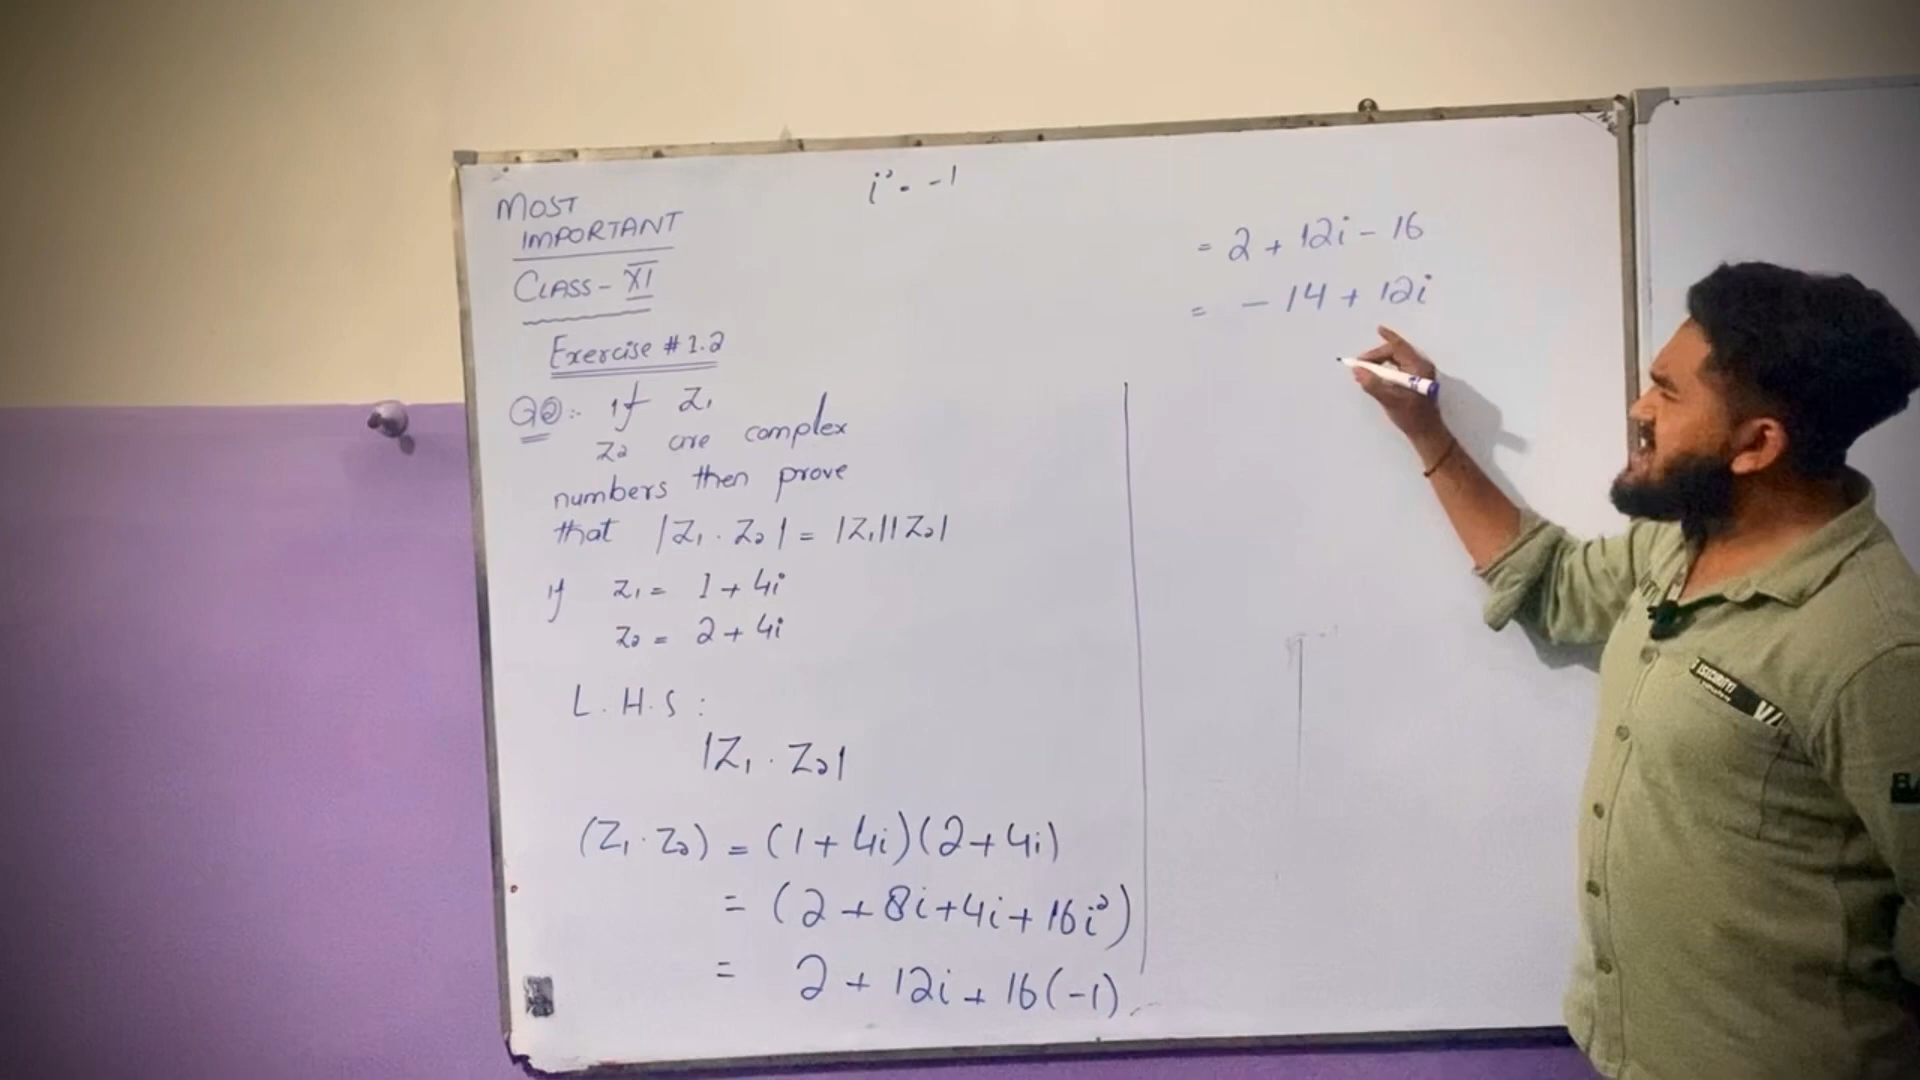 i² = -1
MOST
IMPORTANT
CLASS - XI
Exercise # 1.2
Q2:- If Z₁
Z₂ are complex
numbers then prove
that |Z₁ . Z₂| = |Z₁||Z₂|
if Z₁ = 1 + 4i
Z₂ = 2 + 4i
L.H.S :
|Z₁ . Z₂|
(Z₁ . Z₂) = (1 + 4i)(2 + 4i)
= (2 + 8i + 4i + 16i²)
= 2 + 12i + 16(-1)
= 2 + 12i - 16
= -14 + 12i